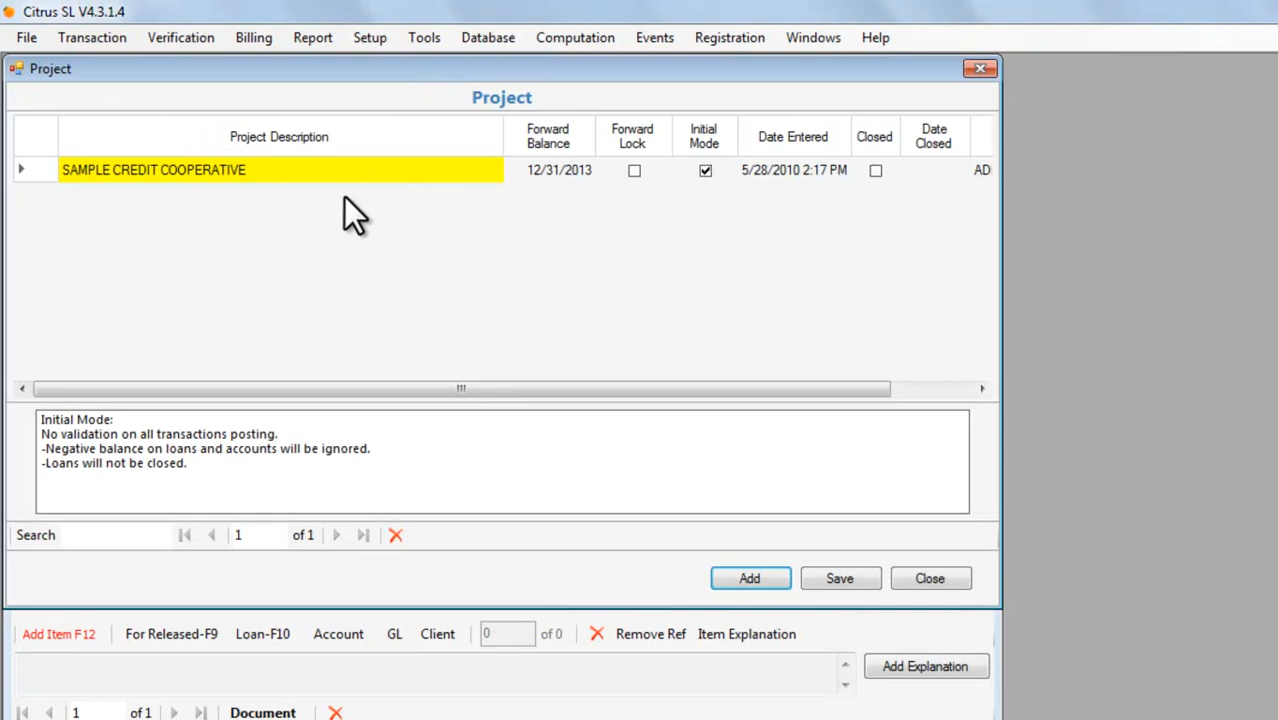 Citrus SL V4.3.1.4
File Transaction Verification Billing Report Setup Tools Database Computation Events Registration Windows Help
Project
Project
Project Description Forward Balance Forward Lock Initial Mode Date Entered Closed Date Closed
SAMPLE CREDIT COOPERATIVE 12/31/2013 5/28/2010 2:17 PM AD
Initial Mode:
No validation on all transactions posting.
-Negative balance on loans and accounts will be ignored.
-Loans will not be closed.
Search 1 of 1
Add Save Close
Add Item F12 For Released-F9 Loan-F10 Account GL Client 0 of 0 Remove Ref Item Explanation
Add Explanation
1 of 1 Document